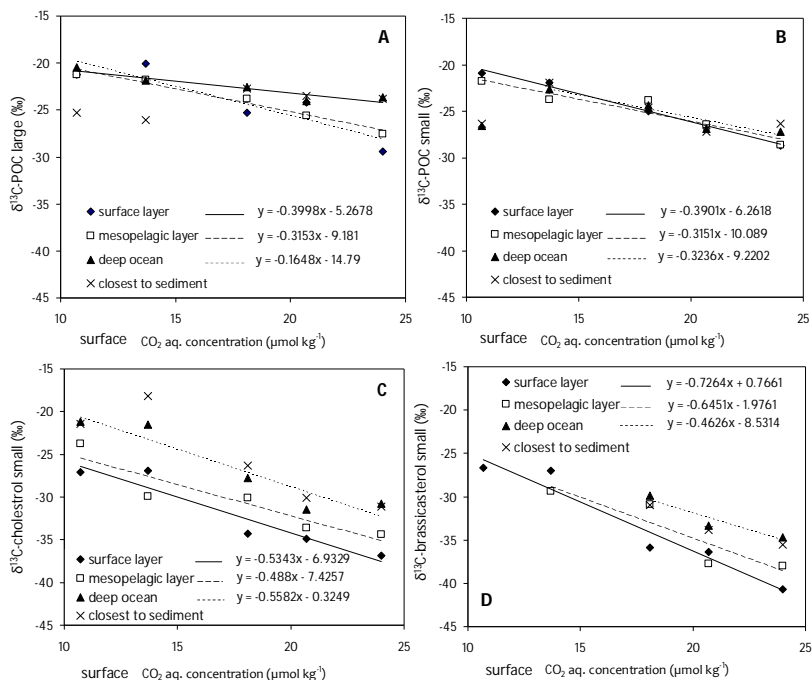 A
-15
-20
-25
-30
-35
-40
-45
δ13C-POC large (‰)
surface layer y = -0.3998x - 5.2678
mesopelagic layer y = -0.3153x - 9.181
deep ocean y = -0.1648x - 14.79
closest to sediment
10 15 20 25
surface CO2 aq. concentration (µmol kg-1)
B
-15
-20
-25
-30
-35
-40
-45
δ13C-POC small (‰)
surface layer y = -0.3901x - 6.2618
mesopelagic layer y = -0.3151x - 10.089
deep ocean y = -0.3236x - 9.2202
closest to sediment
10 15 20 25
surface CO2 aq. concentration (µmol kg-1)
C
-15
-20
-25
-30
-35
-40
-45
δ13C-cholestrol small (‰)
surface layer y = -0.5343x - 6.9329
mesopelagic layer y = -0.488x - 7.4257
deep ocean y = -0.5582x - 0.3249
closest to sediment
10 15 20 25
surface CO2 aq. concentration (µmol kg-1)
-15
-20
-25
-30
-35
-40
-45
δ13C-brassicasterol small (‰)
surface layer y = -0.7264x + 0.7661
mesopelagic layer y = -0.6451x - 1.9761
deep ocean y = -0.4626x - 8.5314
closest to sediment
D
10 15 20 25
surface CO2 aq. concentration (µmol kg-1)